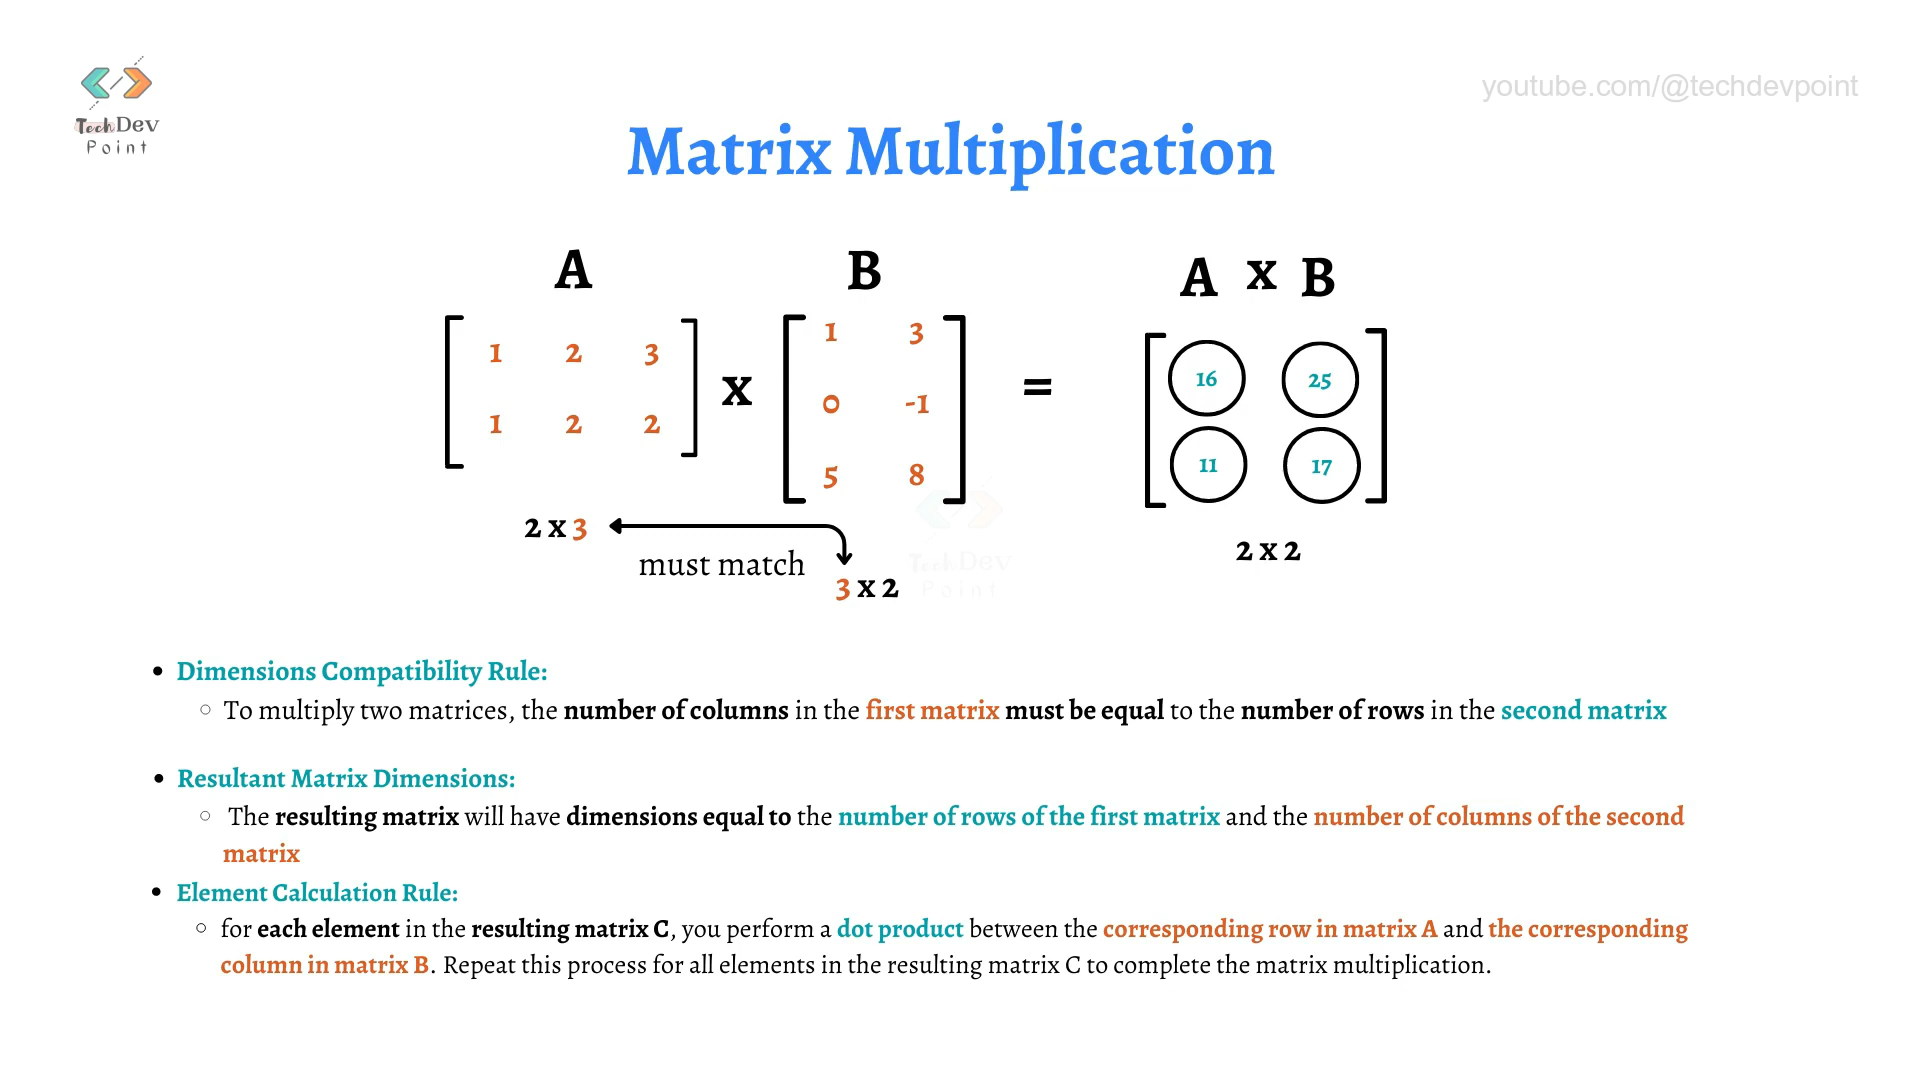 TechDev
Point
youtube.com/@techdevpoint
Matrix Multiplication
A B A x B
1 2 3
1 2 2
x
1 3
0 -1
5 8
=
16 25
11 17
2 x 3
must match
3 x 2
2 x 2
TechDev
Point
• Dimensions Compatibility Rule:
○ To multiply two matrices, the number of columns in the first matrix must be equal to the number of rows in the second matrix
• Resultant Matrix Dimensions:
○ The resulting matrix will have dimensions equal to the number of rows of the first matrix and the number of columns of the second
matrix
• Element Calculation Rule:
○ for each element in the resulting matrix C, you perform a dot product between the corresponding row in matrix A and the corresponding
column in matrix B. Repeat this process for all elements in the resulting matrix C to complete the matrix multiplication.